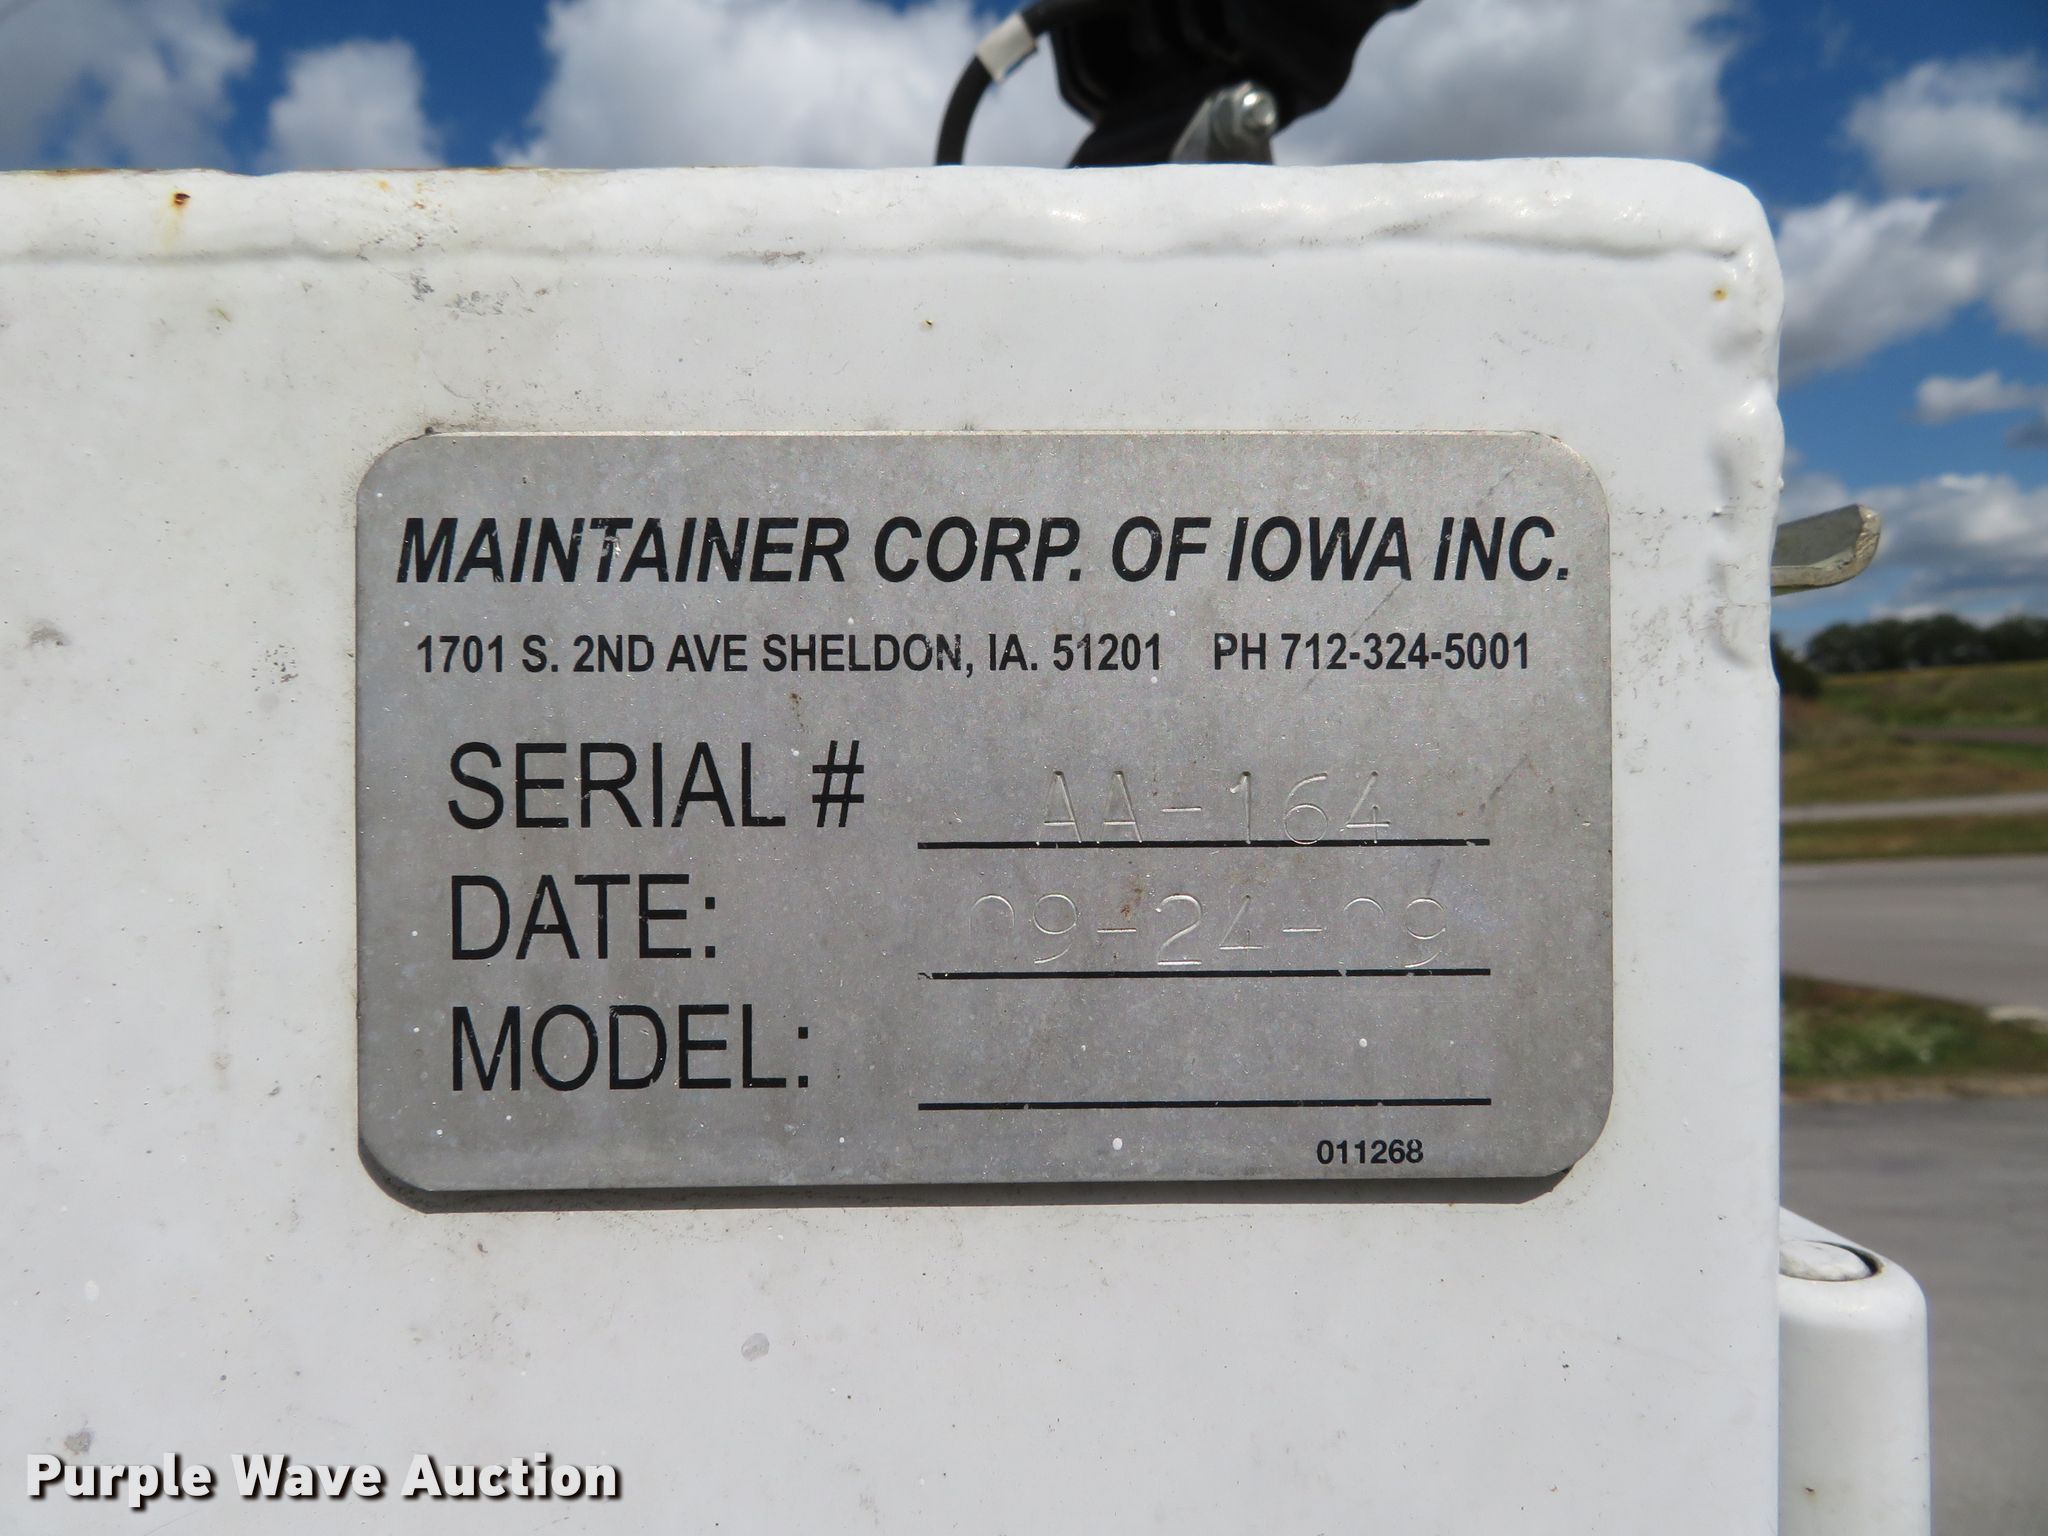 MAINTAINER CORP. OF IOWA INC.
1701 S. 2ND AVE SHELDON, IA. 51201 PH 712-324-5001
SERIAL # AA-164
DATE: 09-24-09
MODEL:
011268
Purple Wave Auction